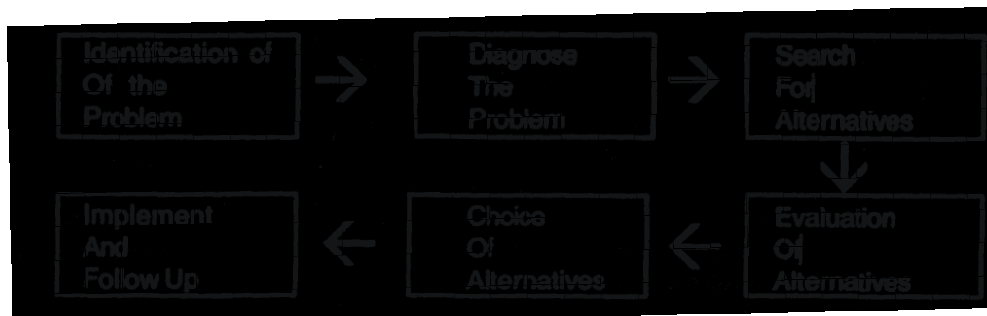 Identification of
Of the
Problem
Diagnose
The
Problem
Search
For
Alternatives
Evaluation
Of
Alternatives
Choice
Of
Alternatives
Implement
And
Follow Up